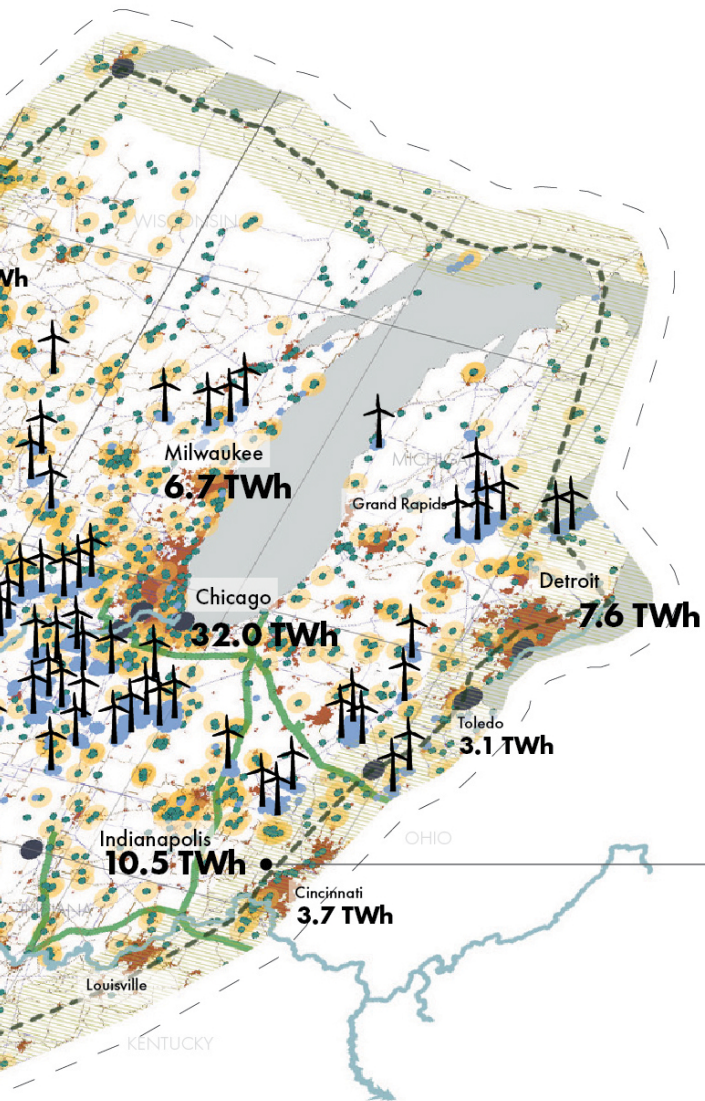 WISCONSIN
Wh
Milwaukee
6.7 TWh
MICHIGAN
Grand Rapids
Detroit
7.6 TWh
Chicago
32.0 TWh
Toledo
3.1 TWh
Indianapolis
10.5 TWh
OHIO
Cincinnati
3.7 TWh
INDIANA
Louisville
KENTUCKY